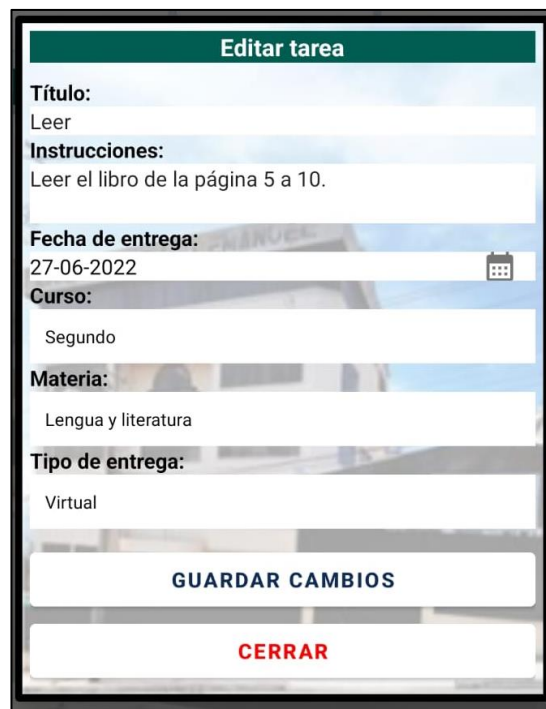 Editar tarea
Título:
Leer
Instrucciones:
Leer el libro de la página 5 a 10.
Fecha de entrega:
27-06-2022
Curso:
Segundo
Materia:
Lengua y literatura
Tipo de entrega:
Virtual
GUARDAR CAMBIOS
CERRAR